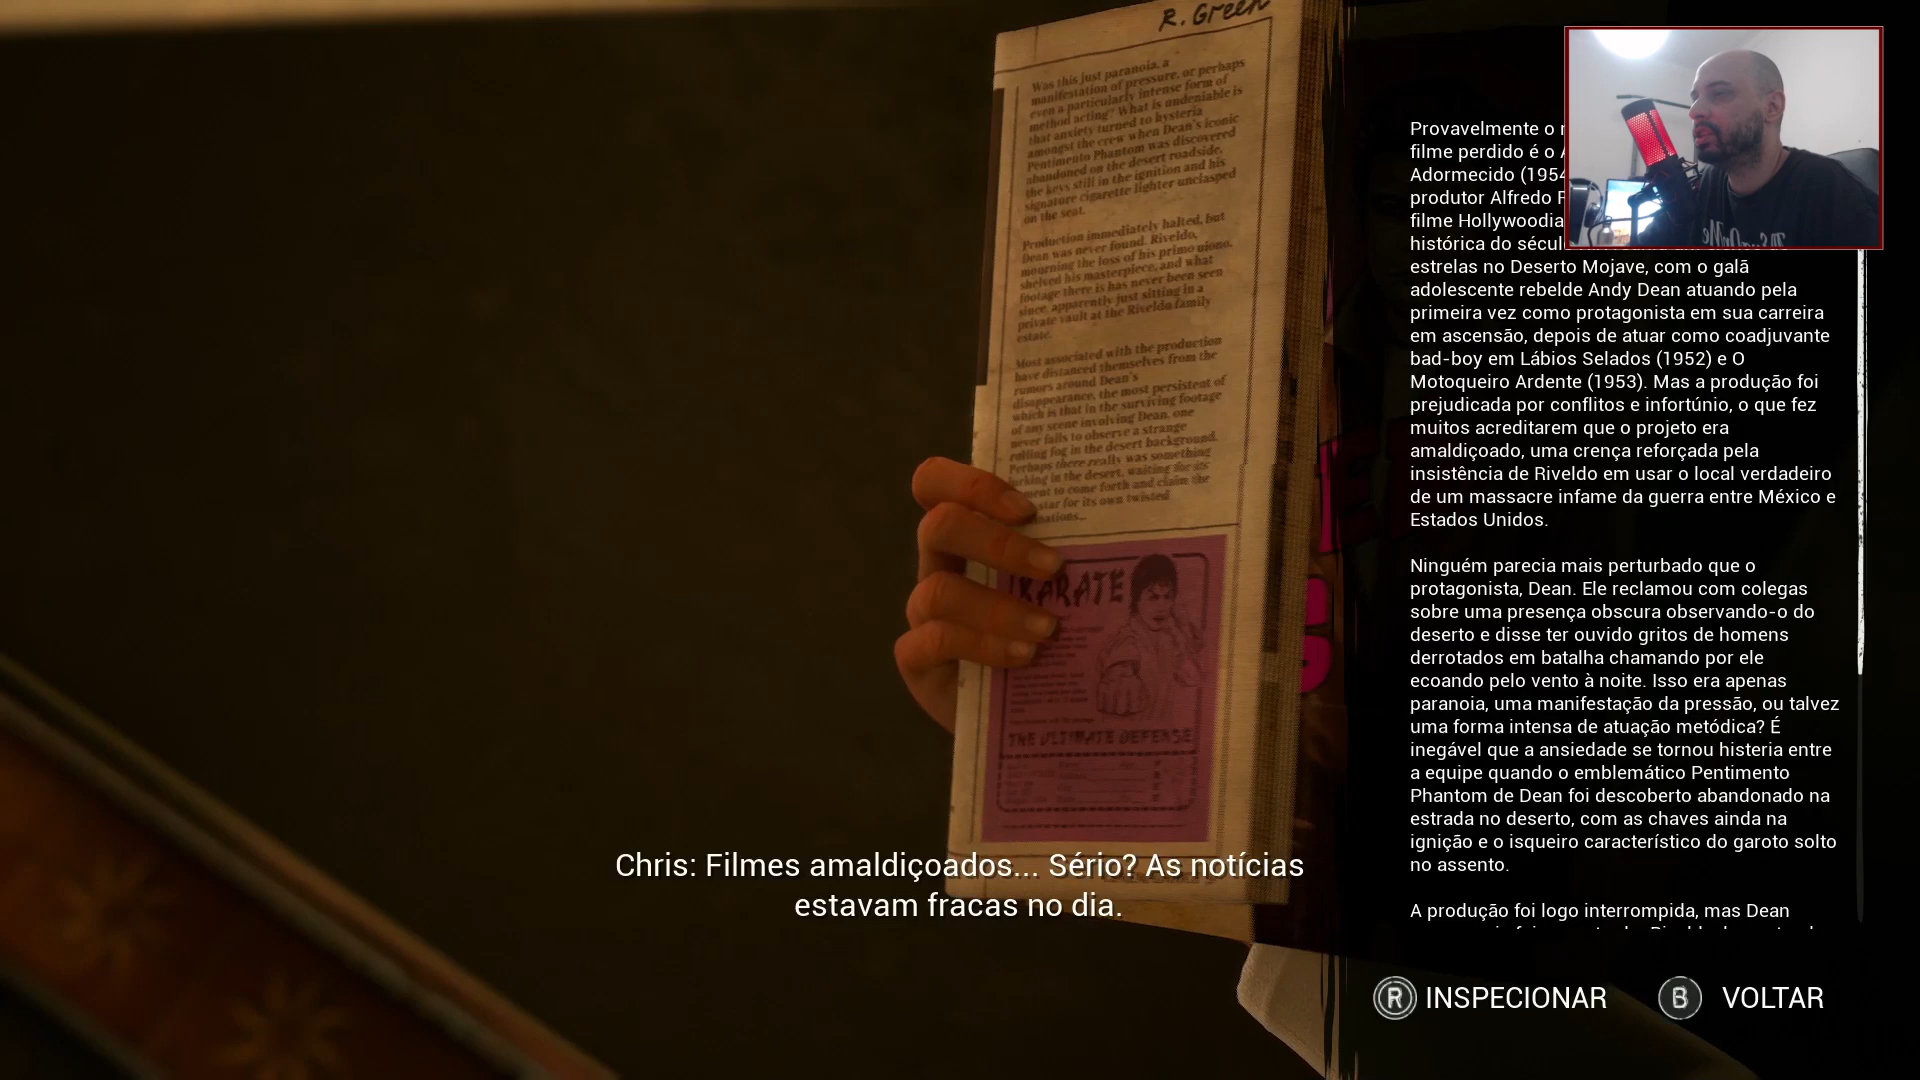 R. Green
Was this just paranoia, a
manifestation of pressure, or perhaps
even a particularly intense form of
method acting? What is undeniable is
that anxiety turned to hysteria
amongst the crew when Dean's iconic
Pentimento Phantom was discovered
abandoned on the desert roadside,
the keys still in the ignition and his
signature cigarette lighter unclasped
on the seat.
Production immediately halted, but
Dean was never found. Riveldo,
mourning the loss of his primo uomo,
shelved his masterpiece, and what
footage there is has never been seen
since, apparently just sitting in a
private vault at the Riveldo family
estate.
Most associated with the production
have distanced themselves from the
rumors around Dean's
disappearance, the most persistent of
which is that in the surviving footage
of any scene involving Dean, one
never fails to observe a strange
rolling fog in the desert background.
Perhaps there really was something
lurking in the desert, waiting for its
to come forth and claim the
star for its own twisted
KARATE
THE ULTIMATE DEFENSE
Chris: Filmes amaldiçoados... Sério? As notícias
estavam fracas no dia.
Provavelmente o
filme perdido é o
Adormecido (1954
produtor Alfredo
filme Hollywoodia
histórica do sécul
estrelas no Deserto Mojave, com o galã
adolescente rebelde Andy Dean atuando pela
primeira vez como protagonista em sua carreira
em ascensão, depois de atuar como coadjuvante
bad-boy em Lábios Selados (1952) e O
Motoqueiro Ardente (1953). Mas a produção foi
prejudicada por conflitos e infortúnio, o que fez
muitos acreditarem que o projeto era
amaldiçoado, uma crença reforçada pela
insistência de Riveldo em usar o local verdadeiro
de um massacre infame da guerra entre México e
Estados Unidos.
Ninguém parecia mais perturbado que o
protagonista, Dean. Ele reclamou com colegas
sobre uma presença obscura observando-o do
deserto e disse ter ouvido gritos de homens
derrotados em batalha chamando por ele
ecoando pelo vento à noite. Isso era apenas
paranoia, uma manifestação da pressão, ou talvez
uma forma intensa de atuação metódica? É
inegável que a ansiedade se tornou histeria entre
a equipe quando o emblemático Pentimento
Phantom de Dean foi descoberto abandonado na
estrada no deserto, com as chaves ainda na
ignição e o isqueiro característico do garoto solto
no assento.
A produção foi logo interrompida, mas Dean
R INSPECIONAR B VOLTAR